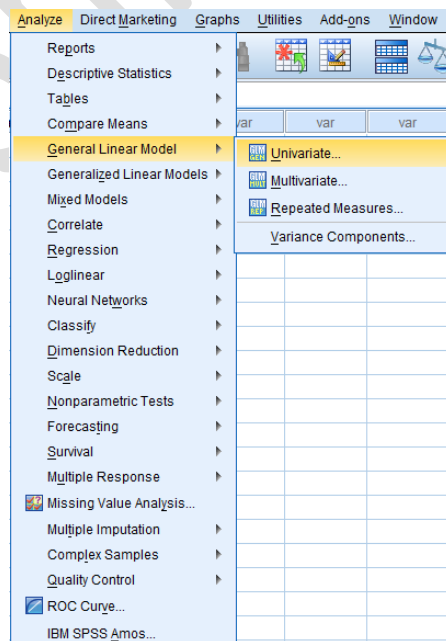 Analyze Direct Marketing Graphs Utilities Add-ons Window
Reports
Descriptive Statistics
Tables
Compare Means
var var var
General Linear Model
Univariate...
Generalized Linear Models
Multivariate...
Mixed Models
Repeated Measures...
Correlate
Variance Components...
Regression
Loglinear
Neural Networks
Classify
Dimension Reduction
Scale
Nonparametric Tests
Forecasting
Survival
Multiple Response
Missing Value Analysis...
Multiple Imputation
Complex Samples
Quality Control
ROC Curve...
IBM SPSS Amos...